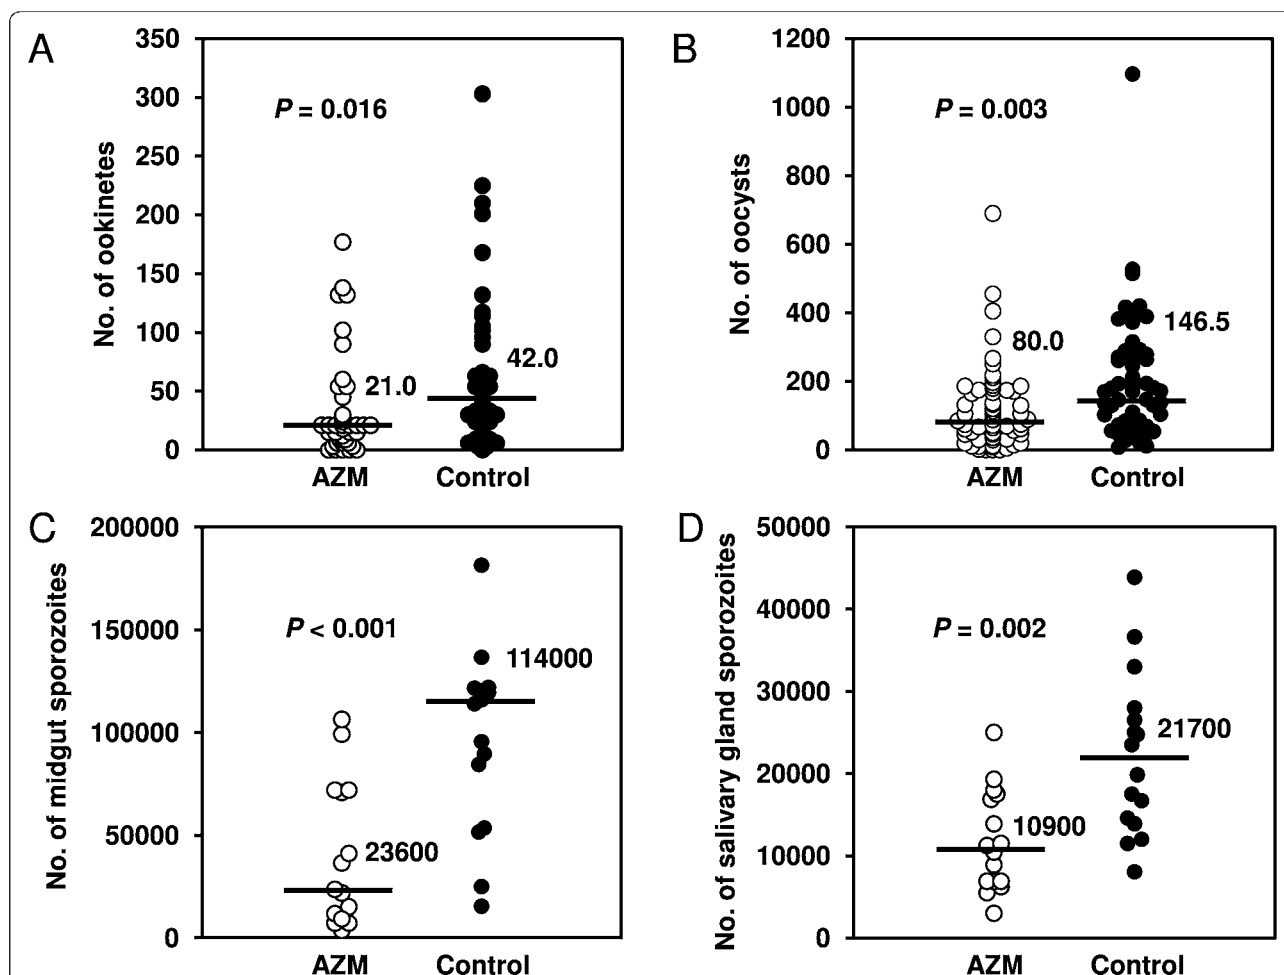 A
No. of ookinetes
350
300
250
200
150
100
50
0
P = 0.016
21.0
42.0
AZM
Control
B
No. of oocysts
1200
1000
800
600
400
200
0
P = 0.003
80.0
146.5
AZM
Control
C
No. of midgut sporozoites
200000
150000
100000
50000
0
P < 0.001
23600
114000
AZM
Control
D
No. of salivary gland sporozoites
50000
40000
30000
20000
10000
0
P = 0.002
10900
21700
AZM
Control